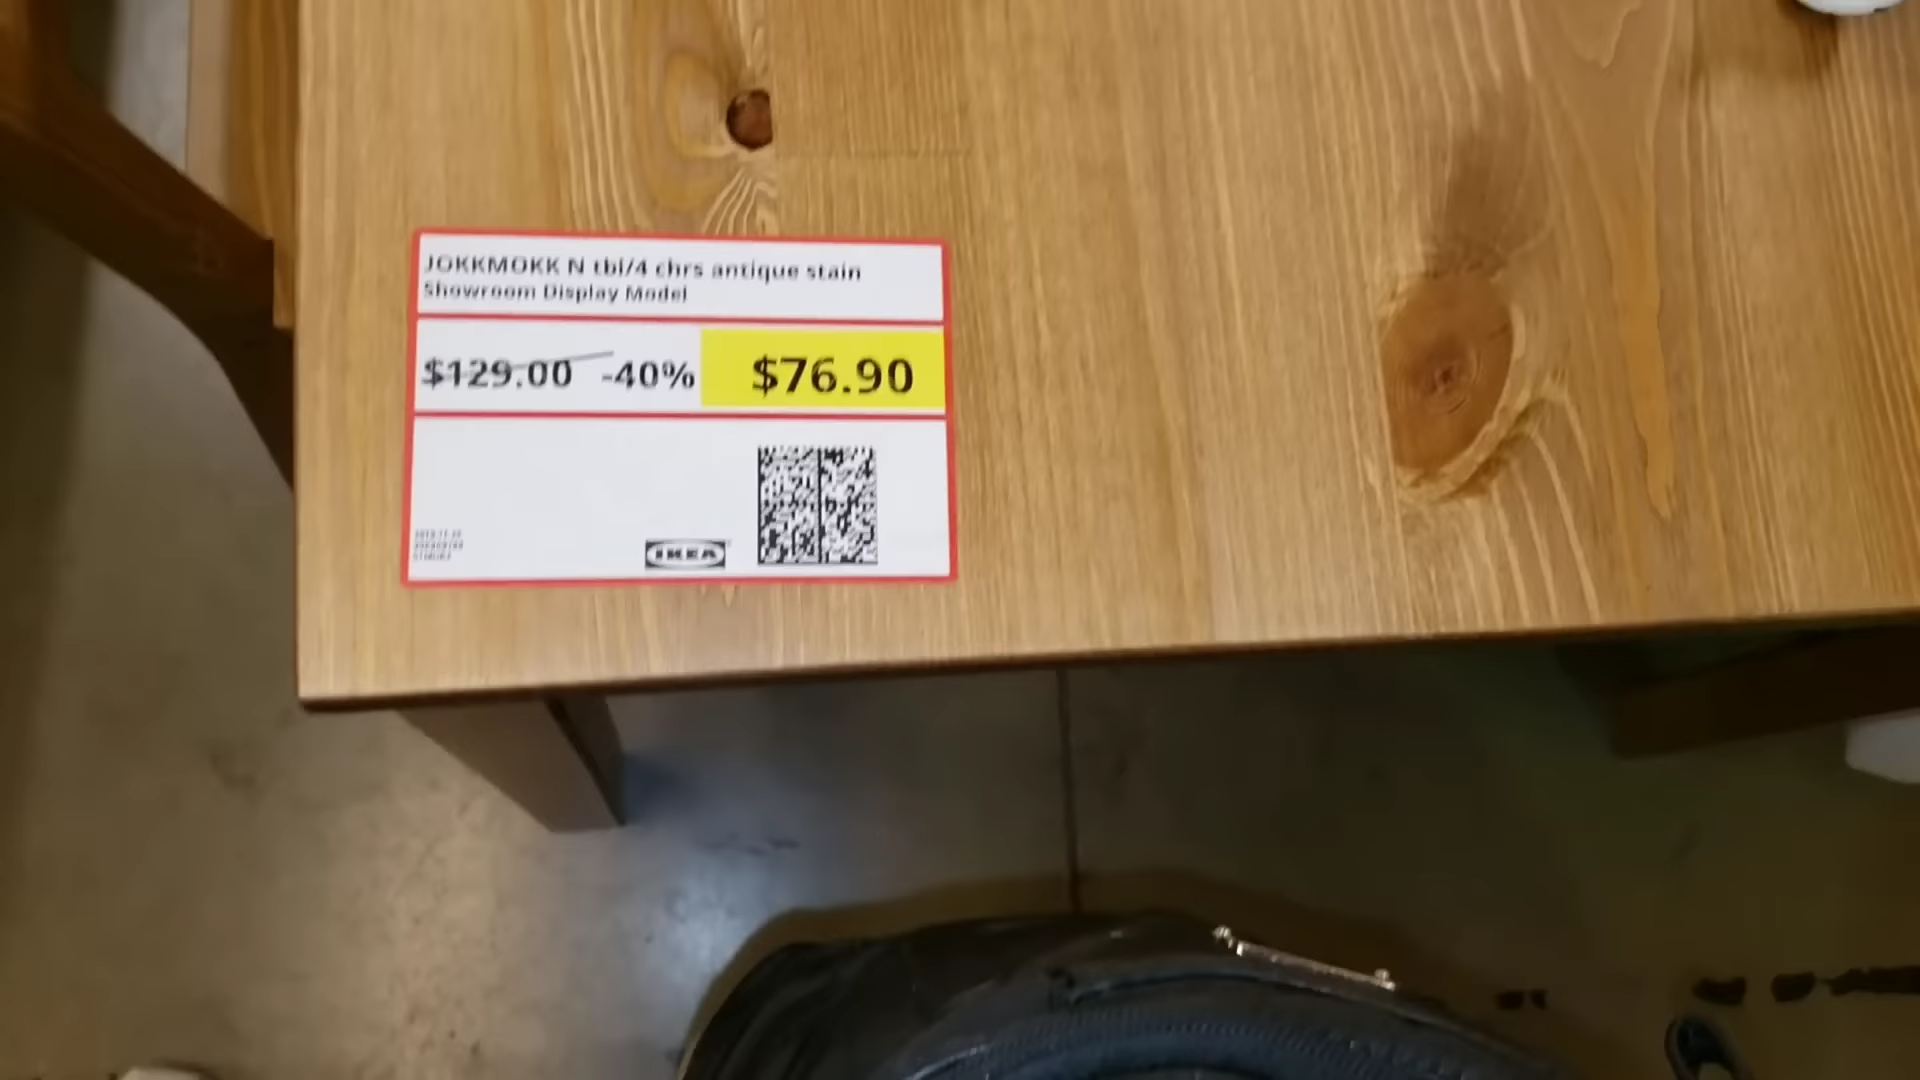 JOKKMOKK N tbl/4 chrs antique stain
Showroom Display Model
$129.00 -40% $76.90
IKEA